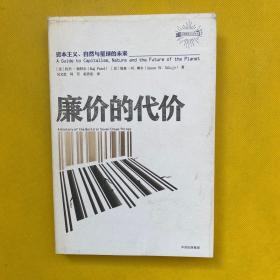 资本主义、自然与星球的未来
A Guide to Capitalism, Nature and the Future of the Planet
廉价的代价
A History of the World in Seven Cheap Things
中信出版集团